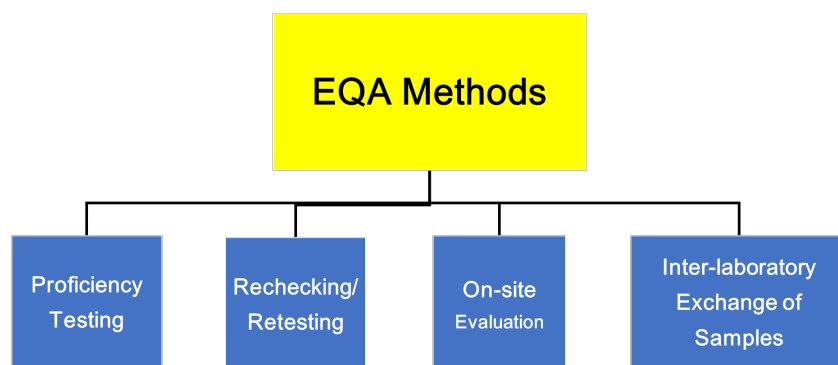 EQA Methods
Proficiency
Testing
Rechecking/
Retesting
On-site
Evaluation
Inter-laboratory
Exchange of
Samples